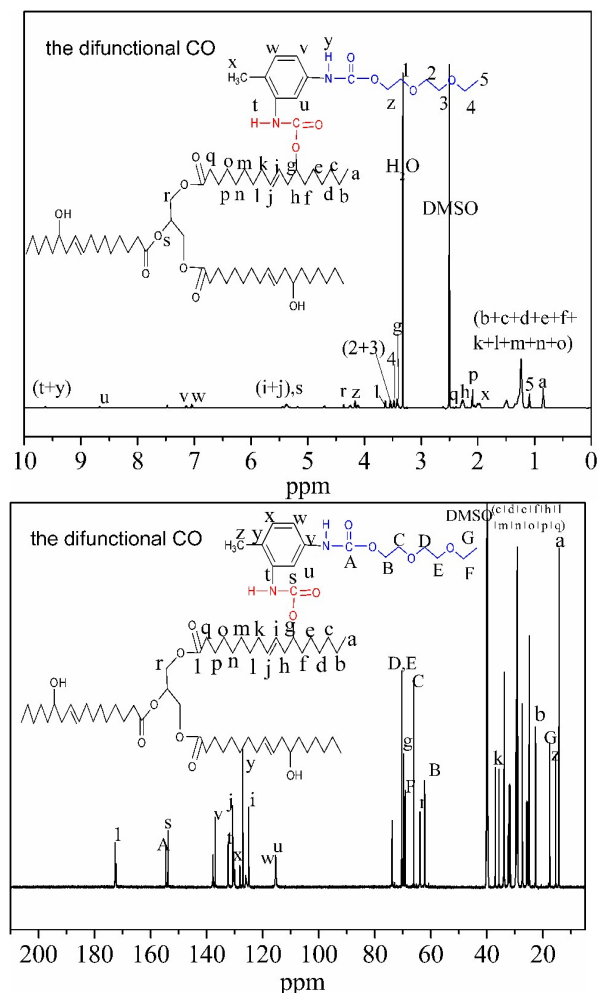 the difunctional CO
y
x w v H O 1 2 5
H₃C N C O O O
O z 3 4
t u
H N C O
O
q o m k i g e c a
O p n l j h f d b
r O
OH
O
s
O
O
O
OH
H₂O
DMSO
(b+c+d+e+f+
k+l+m+n+o)
g
(2+3)
4
(t+y) u v w (i+j),s r z 1 q h p x 5 a
10 9 8 7 6 5 4 3 2 1 0
ppm
the difunctional CO
DMSO (c|d|e|f|h|l
|m|n|o|p|q)
x w
z y v H O C D G
H₃C N C O O O
A B E F
t s u
H N C O
O
q o m k i g e c a
O l p n l j h f d b
r O
OH
O
O
O
O
O
OH
y
D,E
C
g
F
r
B
l
A s
v
j
t
x
i
w u
k
b
G
z
a
200 180 160 140 120 100 80 60 40 20
ppm